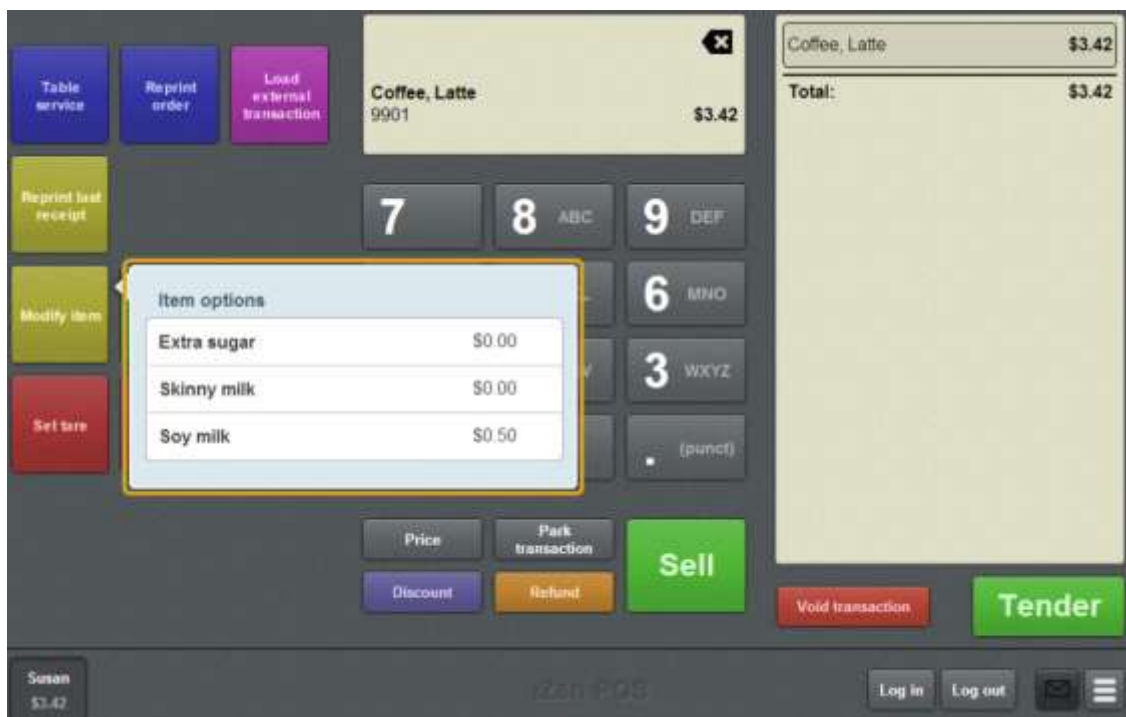 Table
service
Reprint
order
Load
external
transaction
Coffee, Latte
9901 $3.42
Coffee, Latte $3.42
Total: $3.42
Reprint last
receipt
7
8 ABC
9 DEF
Modify item
6 MNO
Item options
Extra sugar $0.00
Skinny milk $0.00
Soy milk $0.50
3 WXYZ
Set tare
. (punct)
Price
Park
transaction
Sell
Discount
Refund
Void transaction
Tender
Susan
$3.42
Log in
Log out